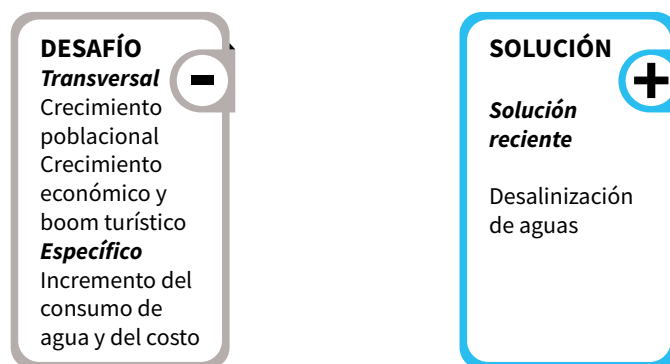 DESAFÍO
Transversal
Crecimiento
poblacional
Crecimiento
económico y
boom turístico
Específico
Incremento del
consumo de
agua y del costo
SOLUCIÓN
Solución
reciente
Desalinización
de aguas